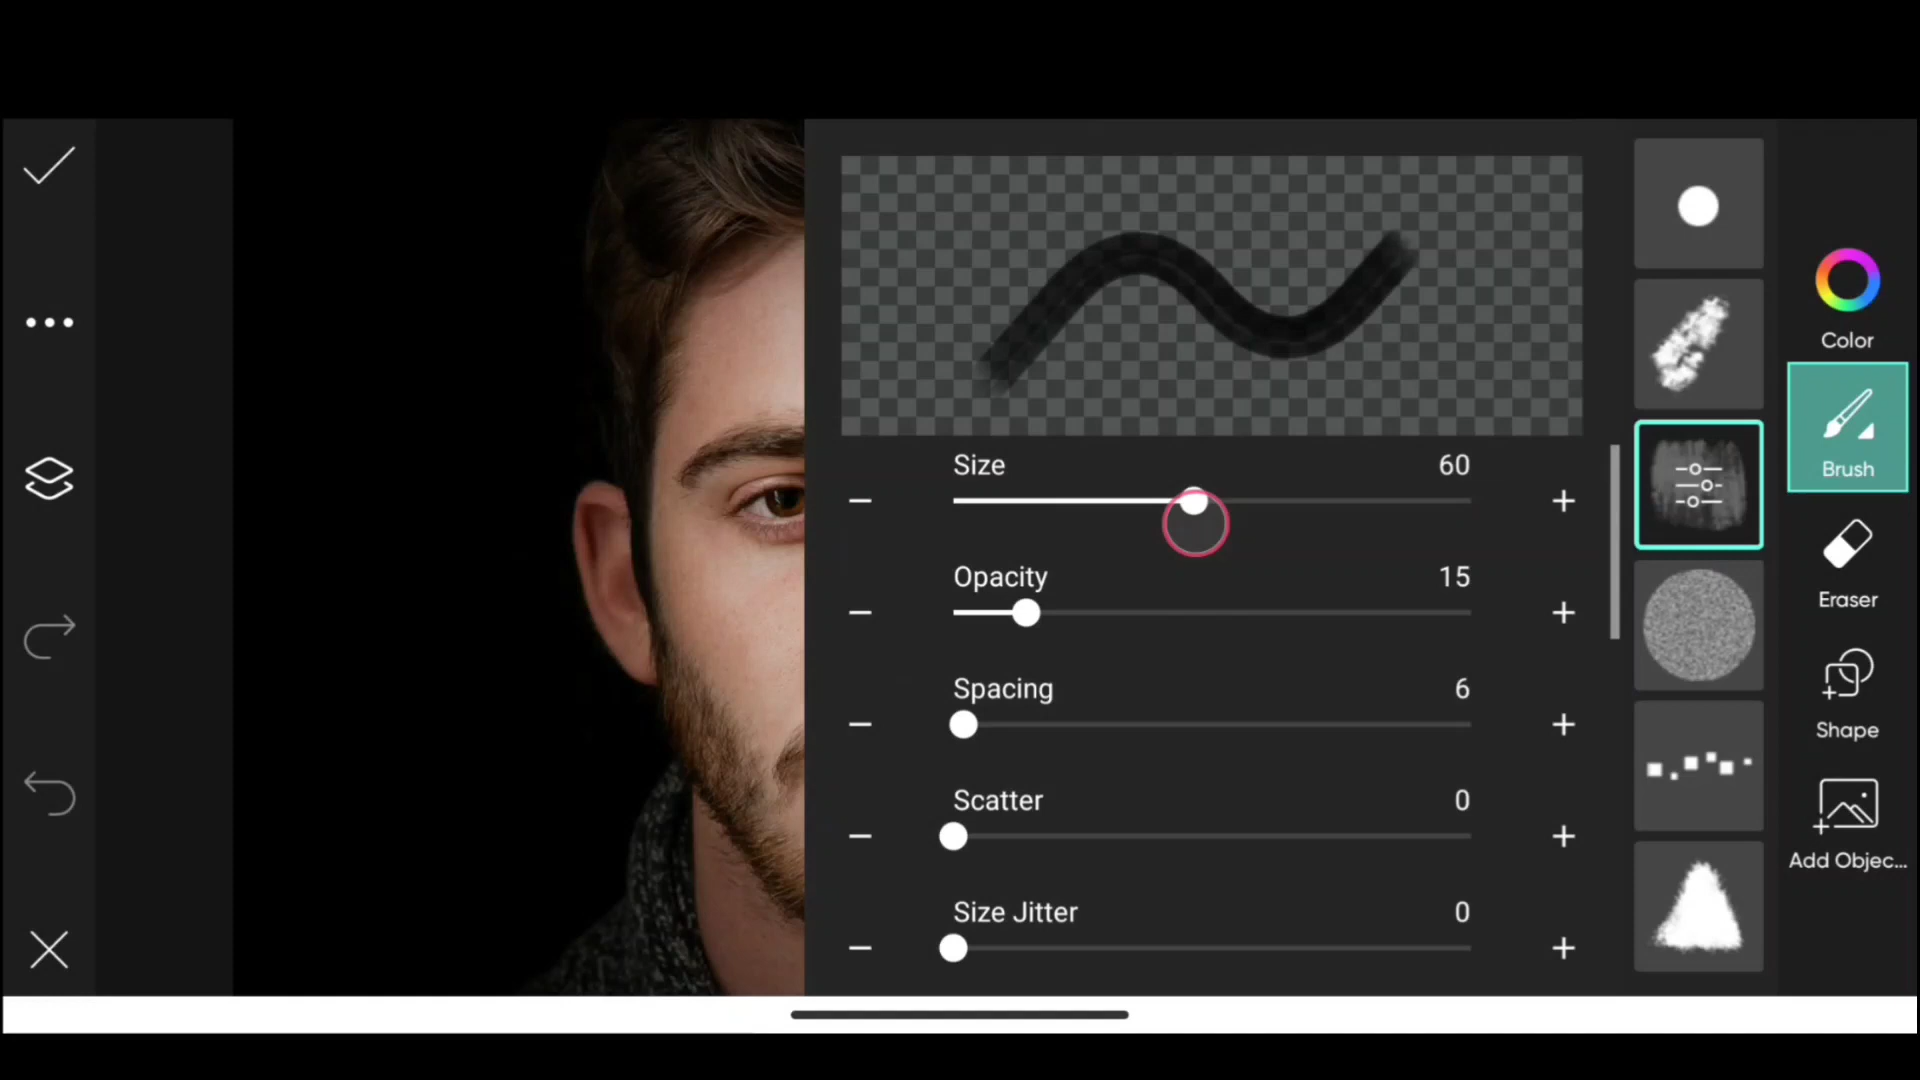 Size 60
Opacity 15
Spacing 6
Scatter 0
Size Jitter 0
Color
Brush
Eraser
Shape
Add Objec...